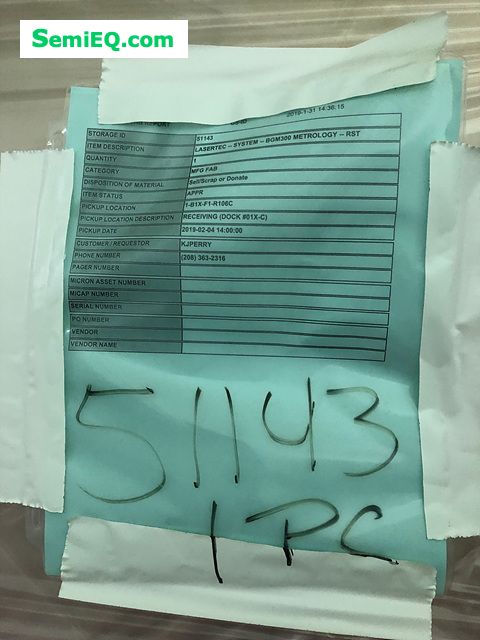 SemiEQ.com
REPORT
2019-1-31 14:38:15
STORAGE ID 51143
ITEM DESCRIPTION LASERTEC -- SYSTEM -- BGM300 METROLOGY -- RST
QUANTITY 1
CATEGORY MFG FAB
DISPOSITION OF MATERIAL Sell/Scrap or Donate
ITEM STATUS APPR
PICKUP LOCATION 1-B1X-F1-R106C
PICKUP LOCATION DESCRIPTION RECEIVING (DOCK #01X-C)
PICKUP DATE 2019-02-04 14:00:00
CUSTOMER / REQUESTOR KJPERRY
PHONE NUMBER (208) 363-2316
PAGER NUMBER
MICRON ASSET NUMBER
MICAP NUMBER
SERIAL NUMBER
PO NUMBER
VENDOR
VENDOR NAME
51143
1 PC